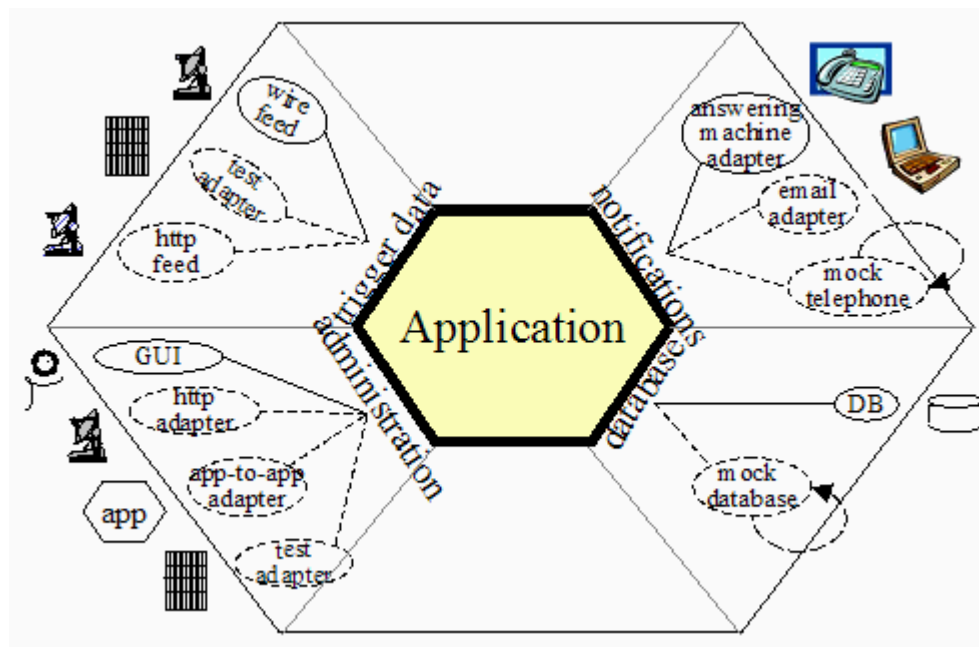 wire
feed
test
adapter
http
feed
trigger data
answering
machine
adapter
email
adapter
mock
telephone
notifications
Application
GUI
http
adapter
app-to-app
adapter
test
adapter
app
administration
database
DB
mock
database